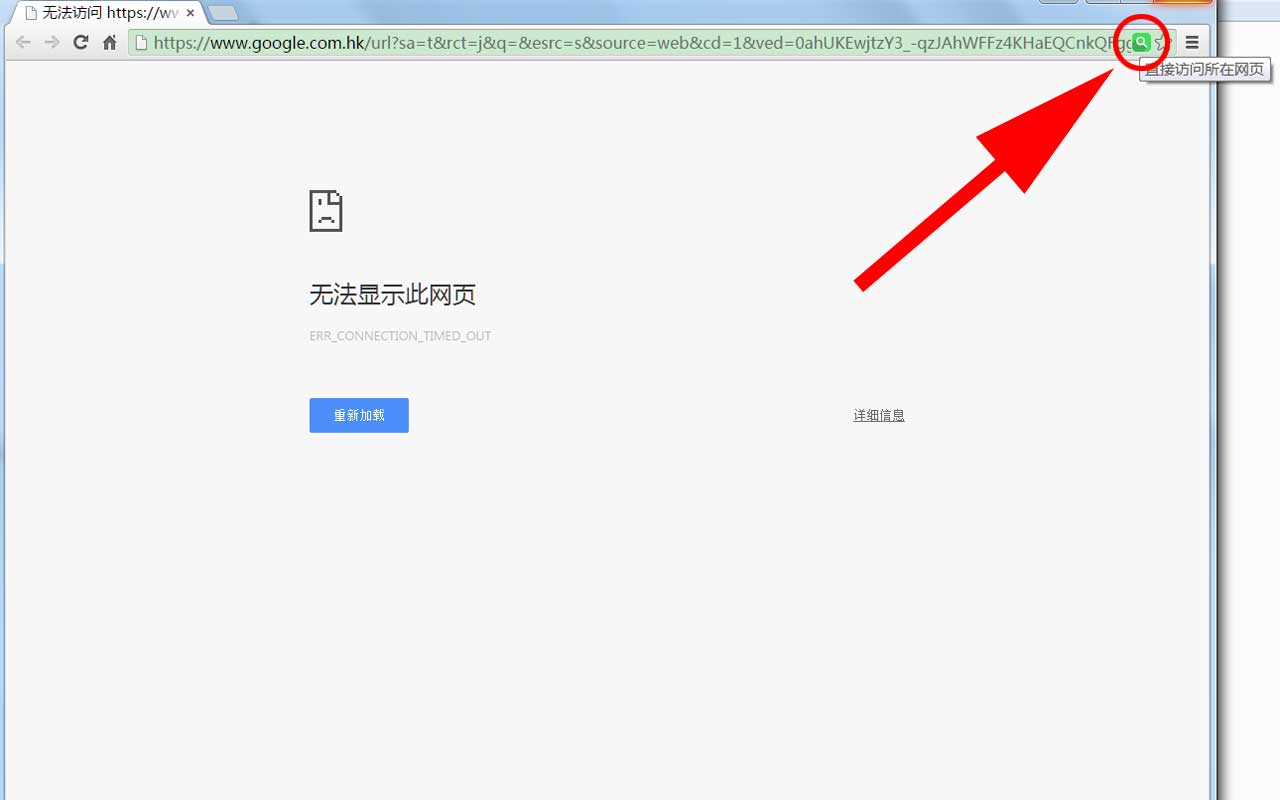 无法访问 https://ww
https://www.google.com.hk/url?sa=t&rct=j&q=&esrc=s&source=web&cd=1&ved=0ahUKEwjtzY3_-qzJAhWFFz4KHaEQCnkQFgg
直接访问所在网页
无法显示此网页
ERR_CONNECTION_TIMED_OUT
重新加载
详细信息